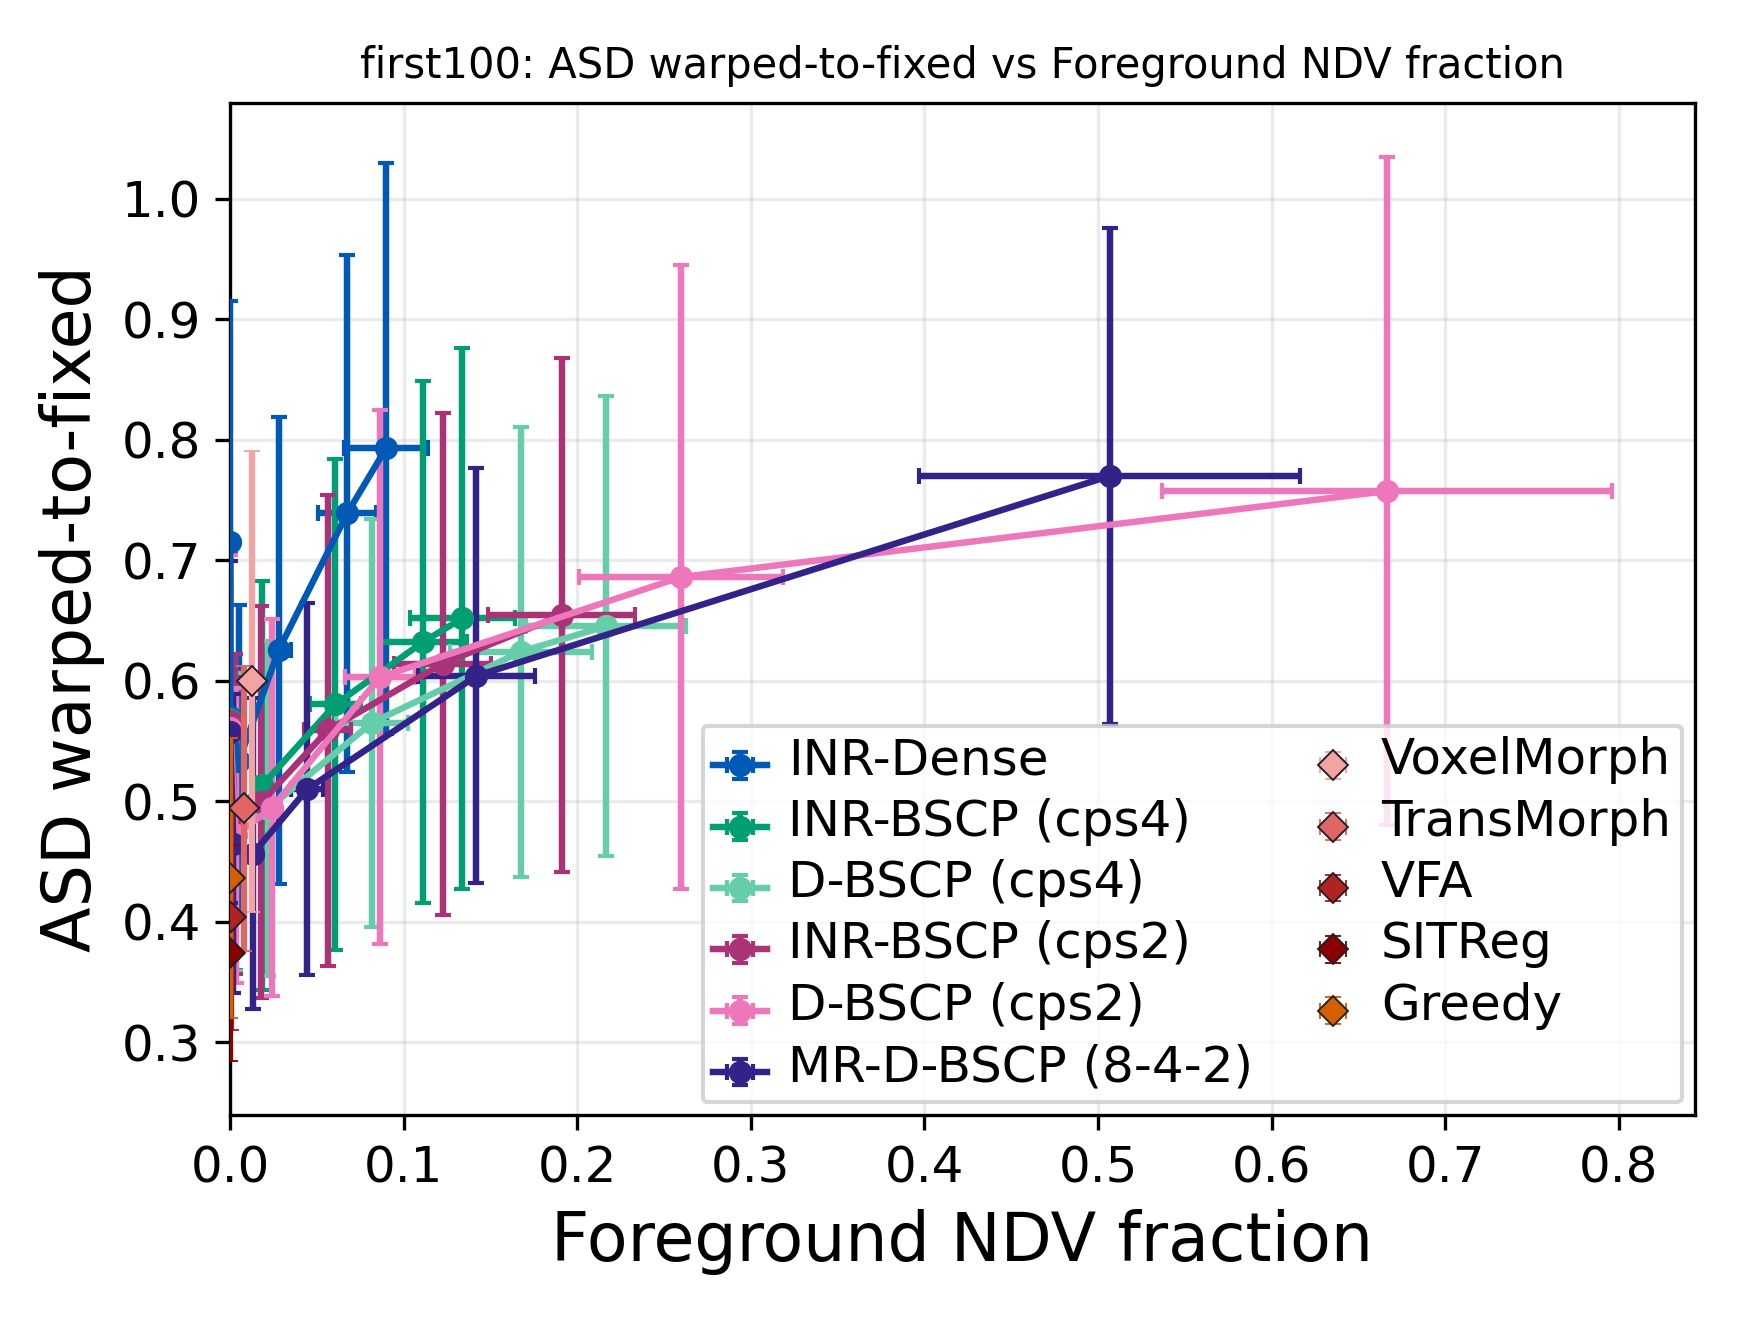 first100: ASD warped-to-fixed vs Foreground NDV fraction
ASD warped-to-fixed
1.0
0.9
0.8
0.7
0.6
0.5
0.4
0.3
INR-Dense
INR-BSCP (cps4)
D-BSCP (cps4)
INR-BSCP (cps2)
D-BSCP (cps2)
MR-D-BSCP (8-4-2)
VoxelMorph
TransMorph
VFA
SITReg
Greedy
0.0 0.1 0.2 0.3 0.4 0.5 0.6 0.7 0.8
Foreground NDV fraction